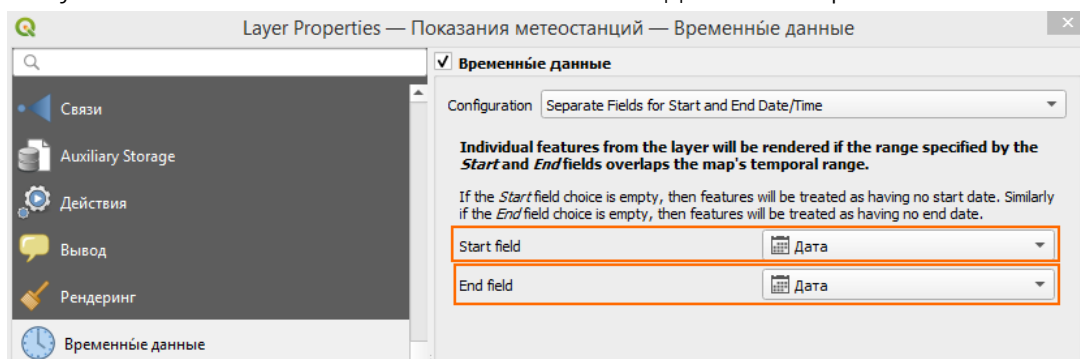 Layer Properties — Показания метеостанций — Временны́е данные
Временны́е данные
Связи
Auxiliary Storage
Действия
Вывод
Рендеринг
Временны́е данные
Configuration Separate Fields for Start and End Date/Time
Individual features from the layer will be rendered if the range specified by the
Start and End fields overlaps the map's temporal range.
If the Start field choice is empty, then features will be treated as having no start date. Similarly
if the End field choice is empty, then features will be treated as having no end date.
Start field Дата
End field Дата